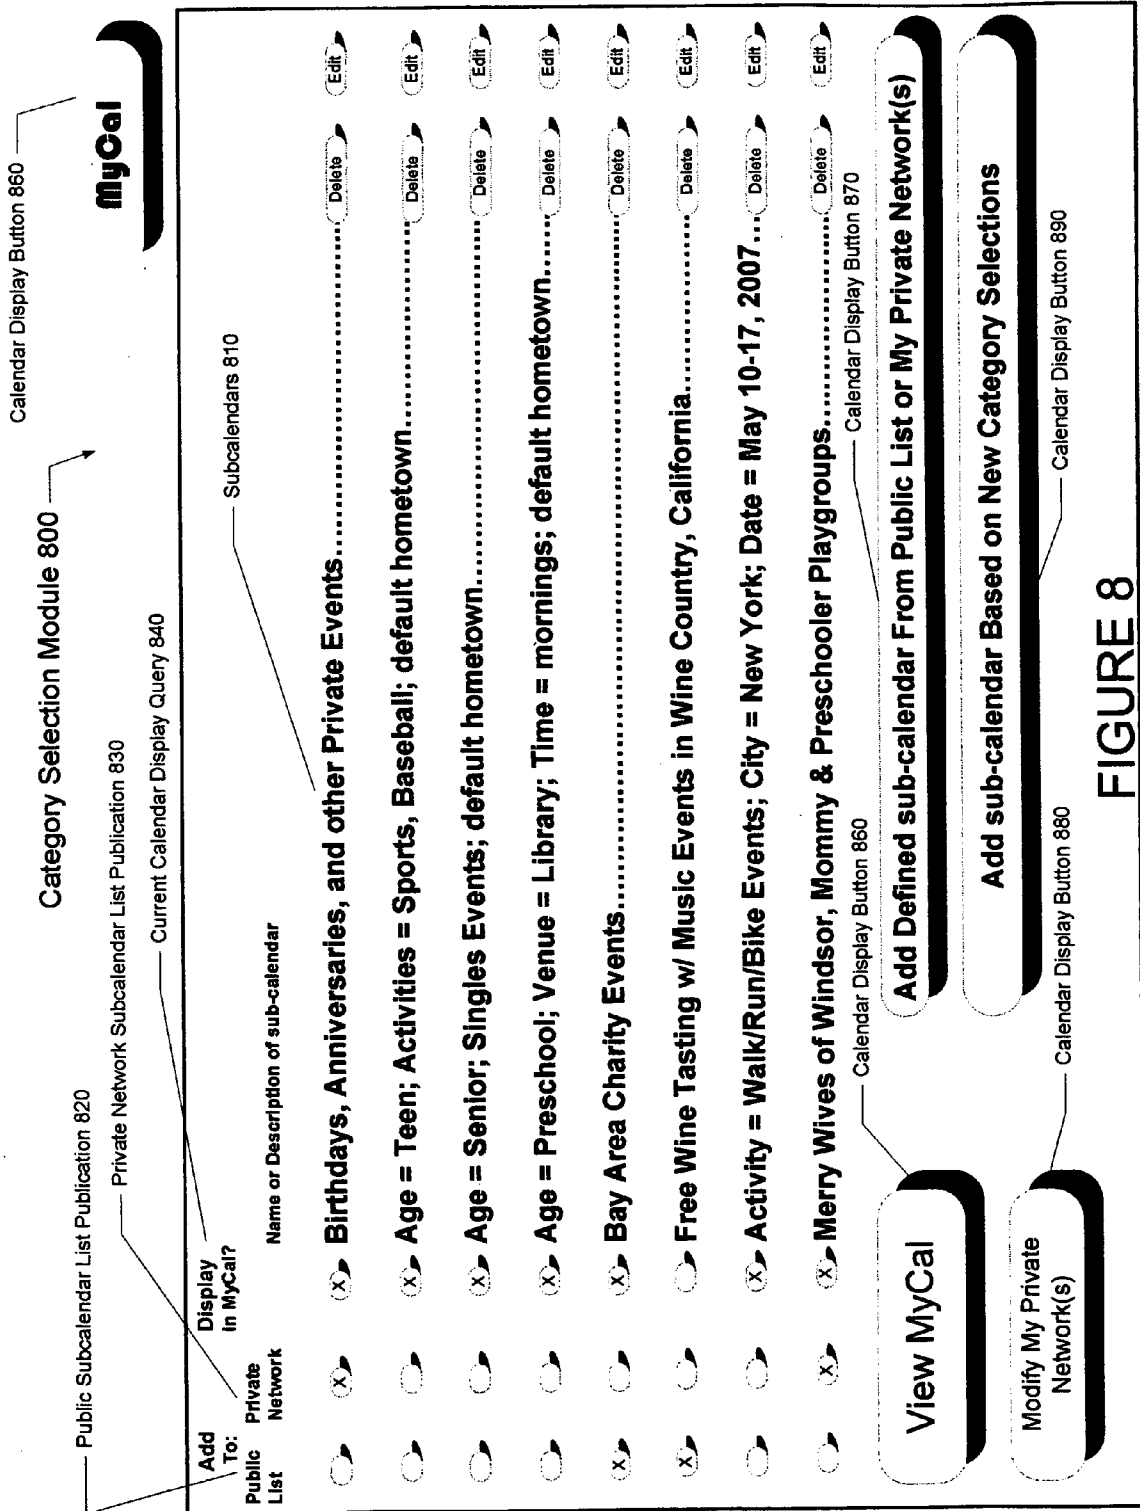 Category Selection Module 800
Calendar Display Button 860
Public Subcalendar List Publication 820
Private Network Subcalendar List Publication 830
Current Calendar Display Query 840
Subcalendars 810
MyCal
Add
To:
Public
List
Private
Network
Display
In MyCal?
Name or Description of sub-calendar
X X Birthdays, Anniversaries, and other Private Events Delete Edit
X Age = Teen; Activities = Sports, Baseball; default hometown Delete Edit
X Age = Senior; Singles Events; default hometown Delete Edit
X Age = Preschool; Venue = Library; Time = mornings; default hometown Delete Edit
X X Bay Area Charity Events Delete Edit
X Free Wine Tasting w/ Music Events in Wine Country, California Delete Edit
X Activity = Walk/Run/Bike Events; City = New York; Date = May 10-17, 2007 Delete Edit
X X Merry Wives of Windsor, Mommy & Preschooler Playgroups Delete Edit
Calendar Display Button 860
Calendar Display Button 870
View MyCal
Add Defined sub-calendar From Public List or My Private Network(s)
Modify My Private
Network(s)
Add sub-calendar Based on New Category Selections
Calendar Display Button 880
Calendar Display Button 890
FIGURE 8